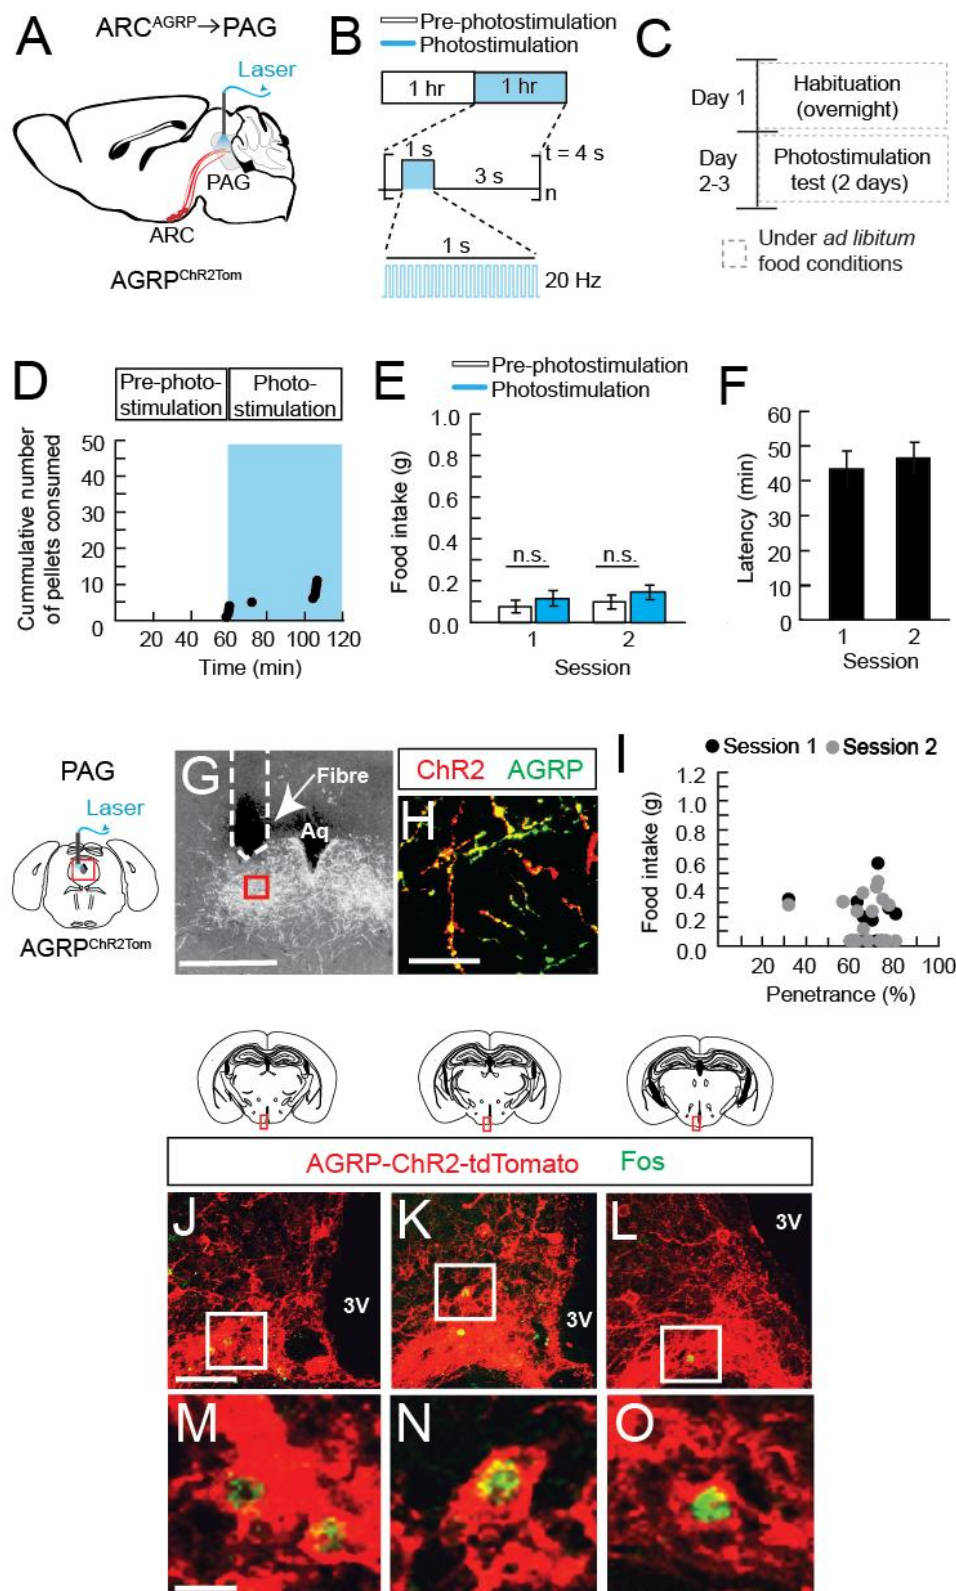 A
ARCᴬᴳᴿᴾ→PAG
Laser
PAG
ARC
AGRPᶜʰᴿ²ᵀᵒᵐ
B
Pre-photostimulation
Photostimulation
1 hr 1 hr
1 s
t = 4 s
3 s
n
1 s
20 Hz
C
Day 1
Habituation
(overnight)
Day
2-3
Photostimulation
test (2 days)
Under ad libitum
food conditions
D
Pre-photo-
stimulation
Photo-
stimulation
Cummulative number
of pellets consumed
50
40
30
20
10
0
20 40 60 80 100 120
Time (min)
E
Pre-photostimulation
Photostimulation
Food intake (g)
1.0
0.8
0.6
0.4
0.2
0.0
n.s. n.s.
1 2
Session
F
Latency (min)
60
50
40
30
20
10
0
1 2
Session
PAG
Laser
AGRPᶜʰᴿ²ᵀᵒᵐ
G
Fibre
Aq
ChR2 AGRP
H
I
Session 1 Session 2
Food intake (g)
1.2
1.0
0.8
0.6
0.4
0.2
0.0
20 40 60 80 100
Penetrance (%)
AGRP-ChR2-tdTomato Fos
J
3V
K
3V
L
3V
M
N
O